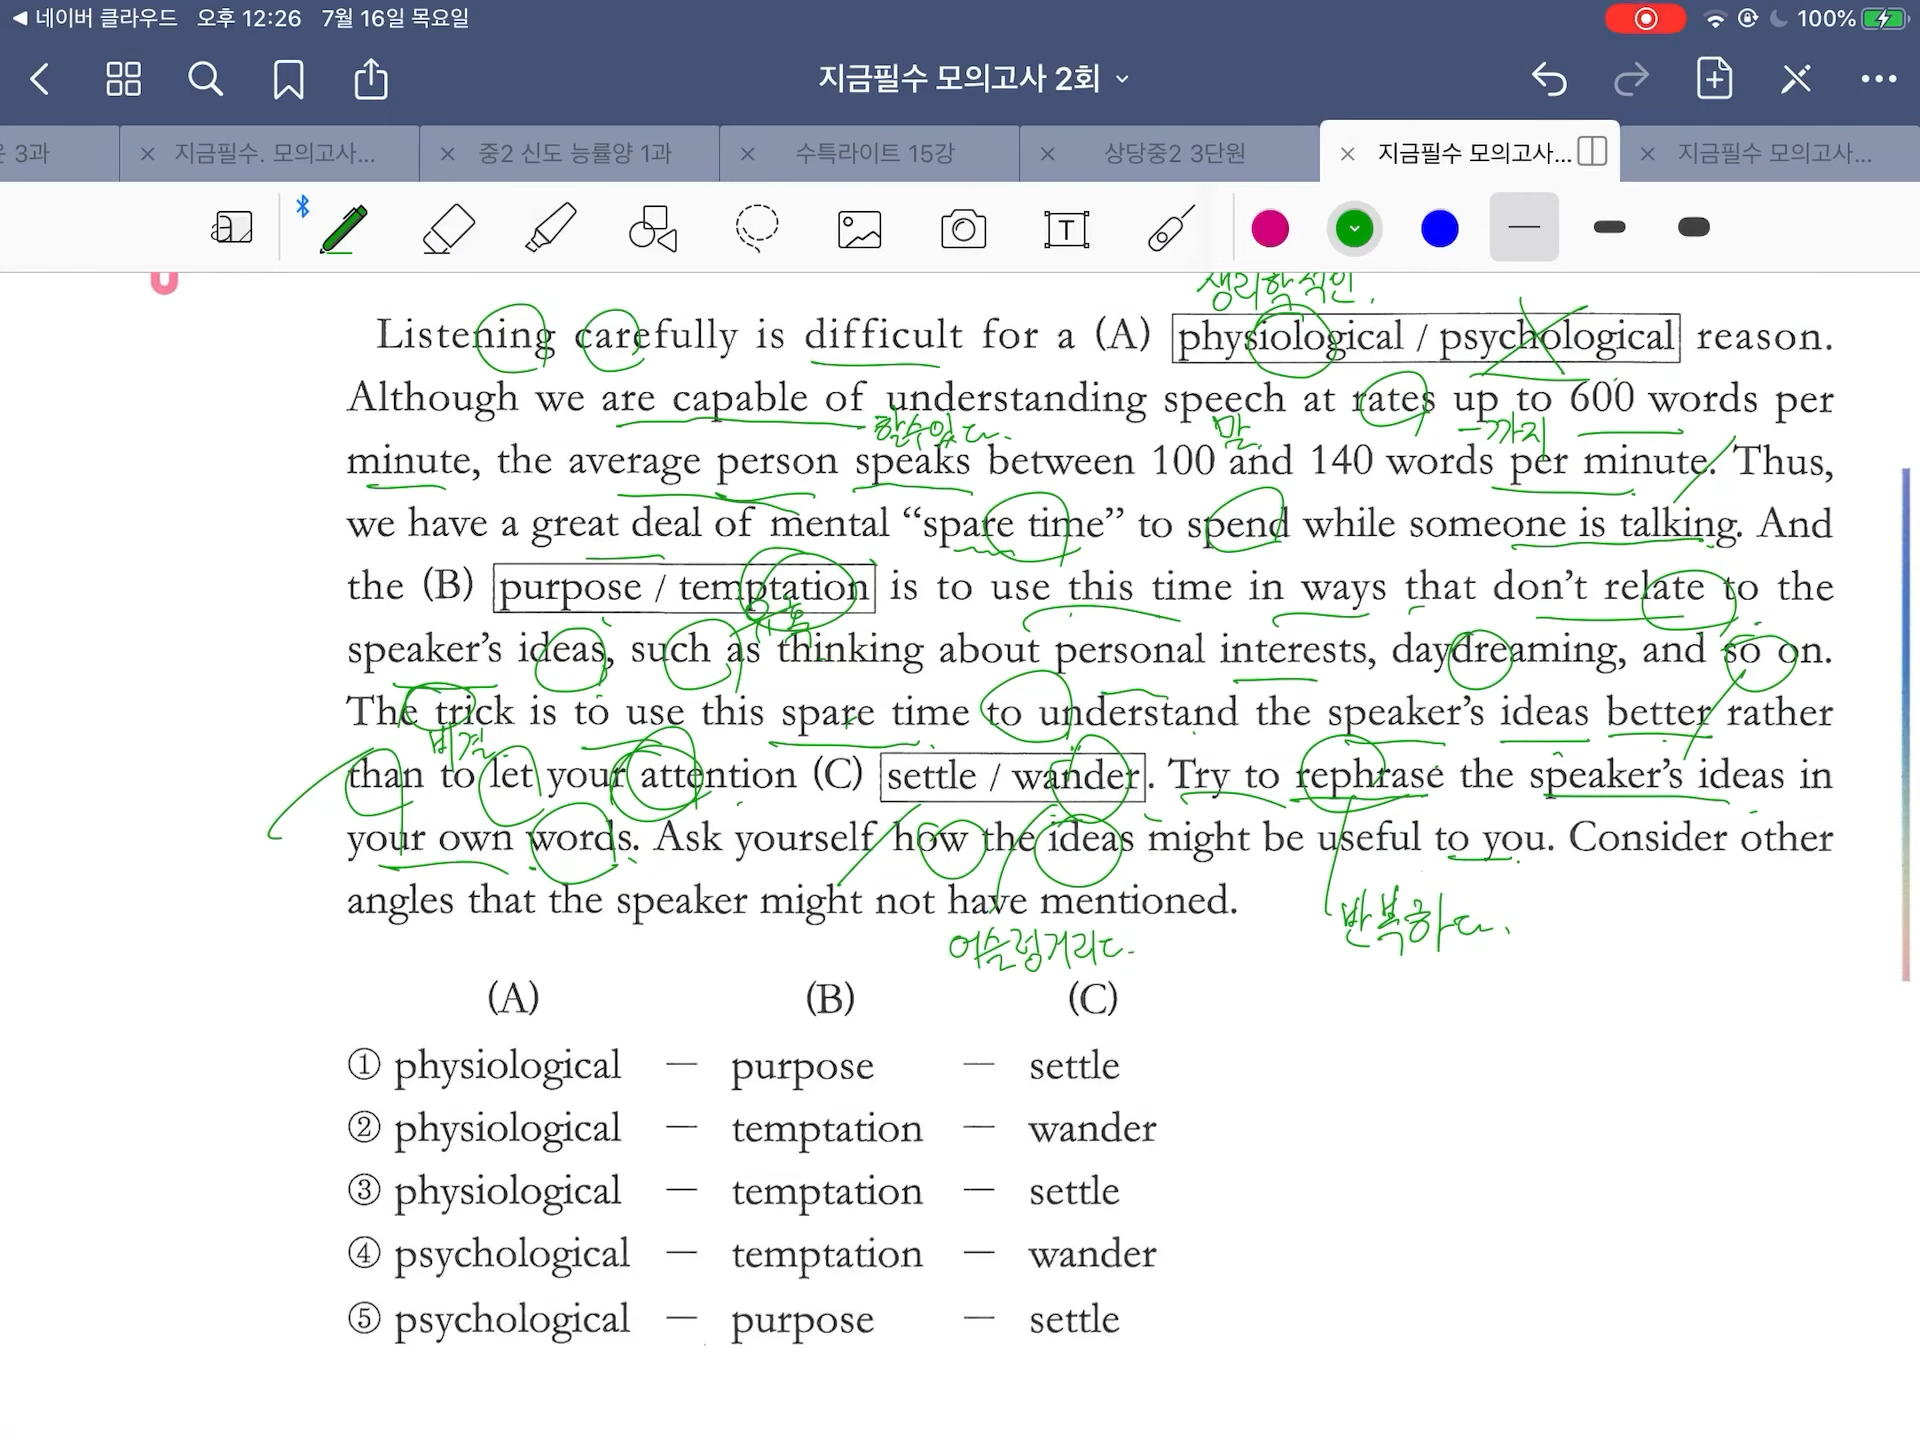 네이버 클라우드 오후 12:26 7월 16일 목요일 100%
지금필수 모의고사 2회
3과 지금필수. 모의고사... 중2 신도 능률양 1과 수특라이트 15강 상당중2 3단원 지금필수 모의고사... 지금필수 모의고사...
T
생리학적인.
Listening carefully is difficult for a (A) physiological / psychological reason.
Although we are capable of understanding speech at rates up to 600 words per
할수있다. 말 ~까지
minute, the average person speaks between 100 and 140 words per minute. Thus,
we have a great deal of mental “spare time” to spend while someone is talking. And
the (B) purpose / temptation is to use this time in ways that don’t relate to the
유혹
speaker’s ideas, such as thinking about personal interests, daydreaming, and so on.
The trick is to use this spare time to understand the speaker’s ideas better rather
비결
than to let your attention (C) settle / wander. Try to rephrase the speaker’s ideas in
your own words. Ask yourself how the ideas might be useful to you. Consider other
angles that the speaker might not have mentioned.
반복하다.
어슬렁거리다.
(A) (B) (C)
① physiological — purpose — settle
② physiological — temptation — wander
③ physiological — temptation — settle
④ psychological — temptation — wander
⑤ psychological — purpose — settle